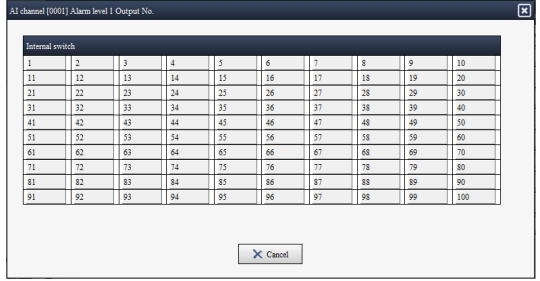 AI channel [0001] Alarm level 1 Output No.
Internal switch
1 2 3 4 5 6 7 8 9 10
11 12 13 14 15 16 17 18 19 20
21 22 23 24 25 26 27 28 29 30
31 32 33 34 35 36 37 38 39 40
41 42 43 44 45 46 47 48 49 50
51 52 53 54 55 56 57 58 59 60
61 62 63 64 65 66 67 68 69 70
71 72 73 74 75 76 77 78 79 80
81 82 83 84 85 86 87 88 89 90
91 92 93 94 95 96 97 98 99 100
Cancel